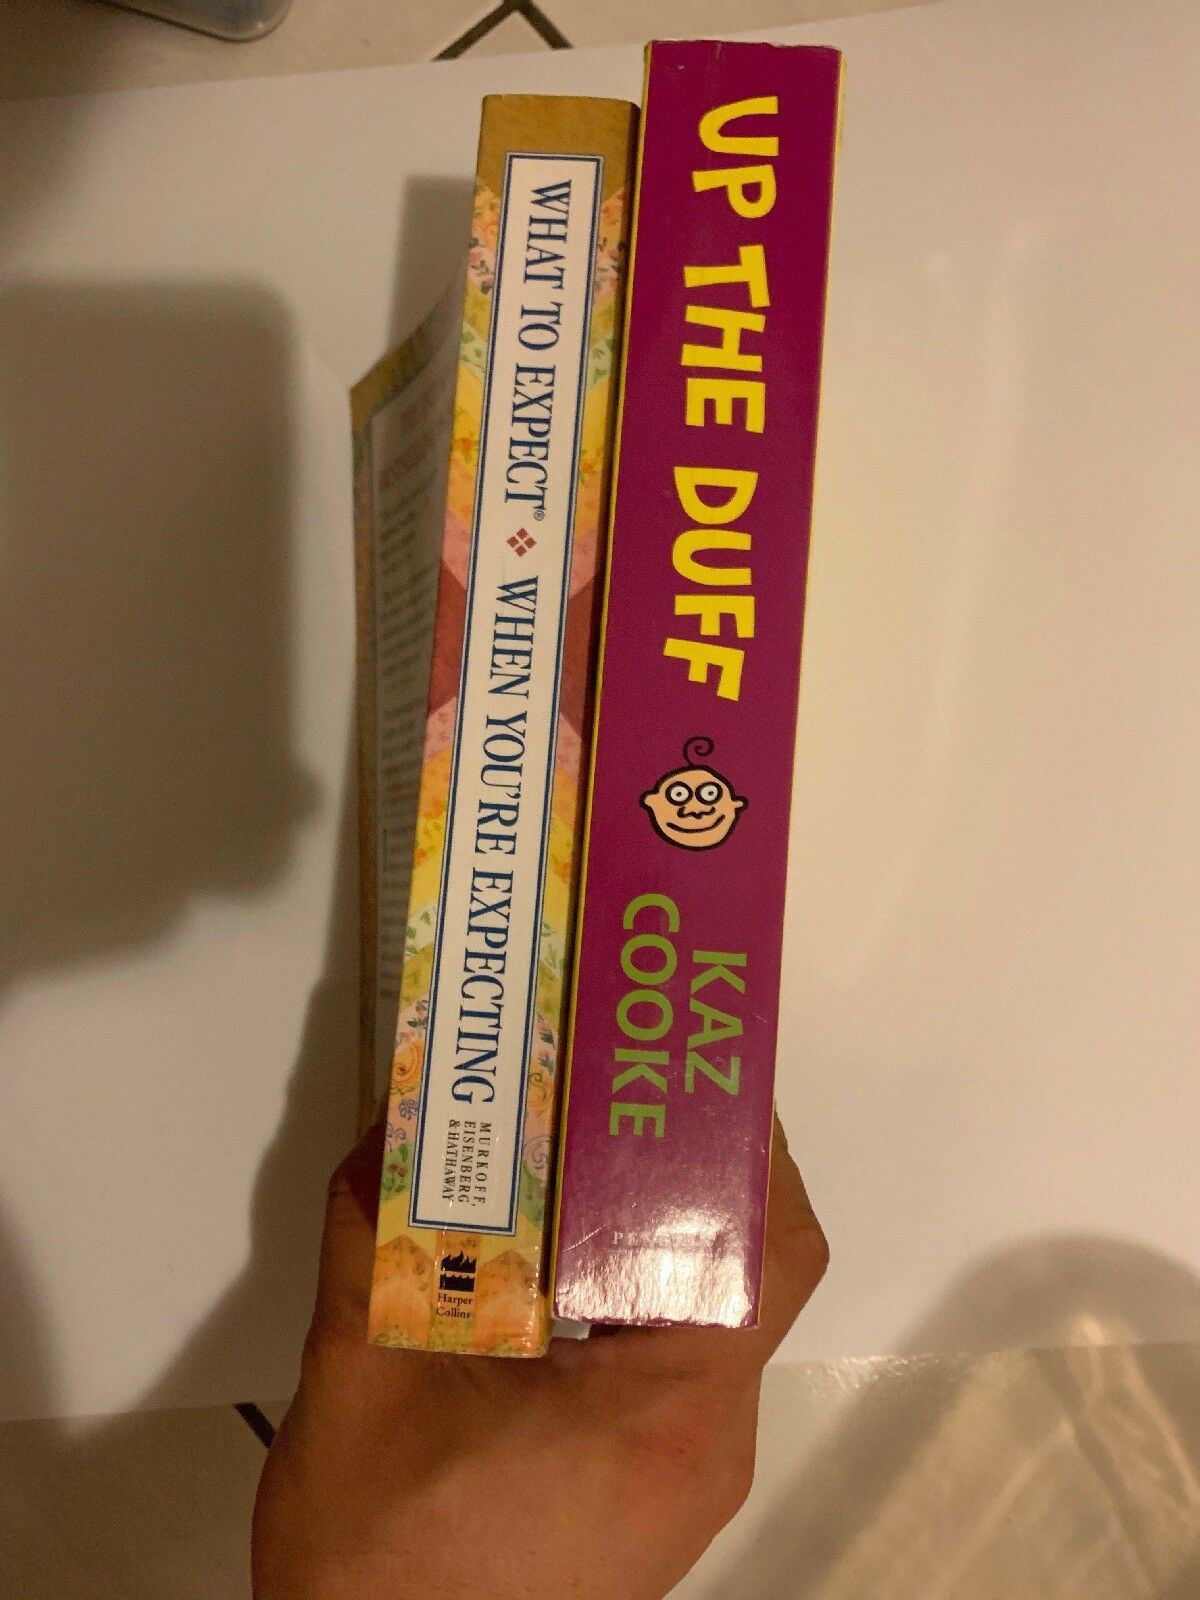 WHAT TO EXPECT® WHEN YOU'RE EXPECTING
MURKOFF,
EISENBERG
& HATHAWAY
Harper
Collins
UP THE DUFF
KAZ
COOKE